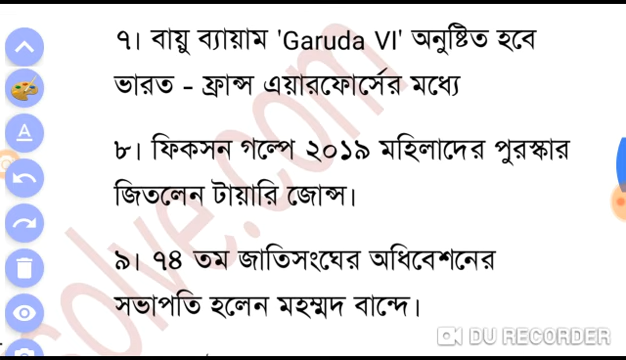 ৭। বায়ু ব্যায়াম 'Garuda VI' অনুষ্টিত হবে
ভারত - ফ্রান্স এয়ারফোর্সের মধ্যে
৮। ফিকসন গল্পে ২০১৯ মহিলাদের পুরস্কার
জিতলেন টায়ারি জোন্স।
৯। ৭৪ তম জাতিসংঘের অধিবেশনের
সভাপতি হলেন মহম্মদ বান্দে।
DU RECORDER